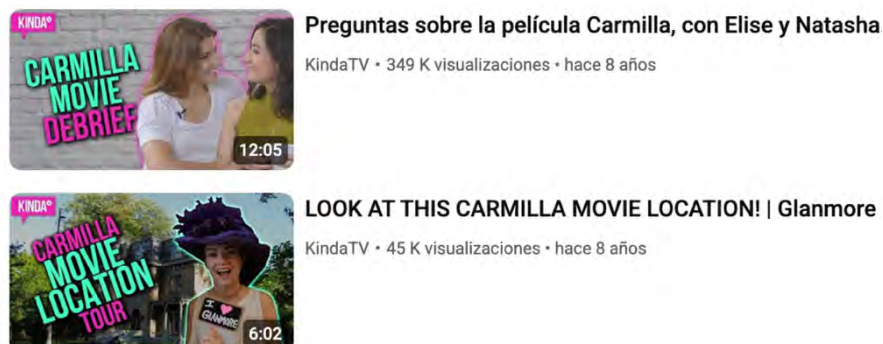 KINDA
CARMILLA
MOVIE
DEBRIEF
12:05
Preguntas sobre la película Carmilla, con Elise y Natasha
KindaTV • 349 K visualizaciones • hace 8 años
KINDA
CARMILLA
MOVIE
LOCATION
TOUR
I
GLANMORE
6:02
LOOK AT THIS CARMILLA MOVIE LOCATION! | Glanmore
KindaTV • 45 K visualizaciones • hace 8 años